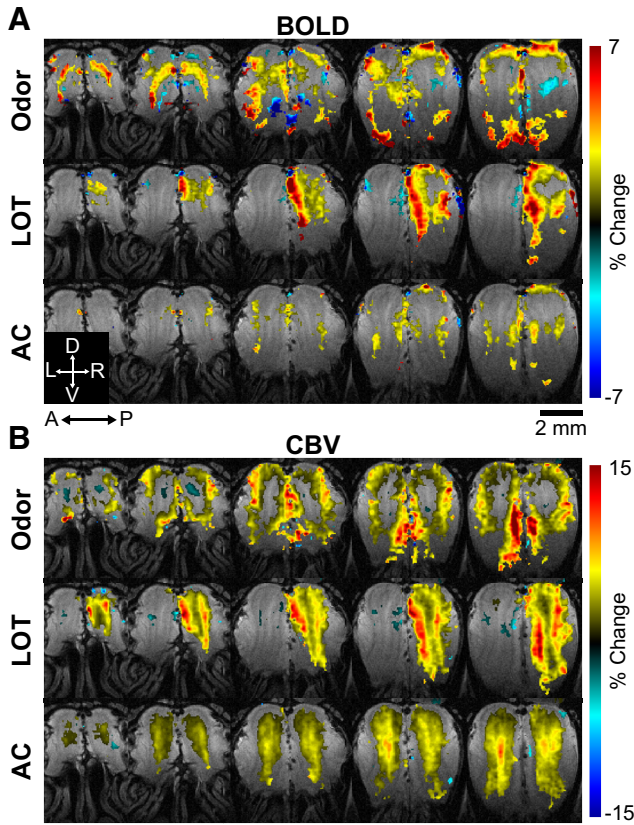 A
BOLD
Odor
LOT
AC
D
L R
V
A P
7
% Change
-7
2 mm
B
CBV
Odor
LOT
AC
15
% Change
-15